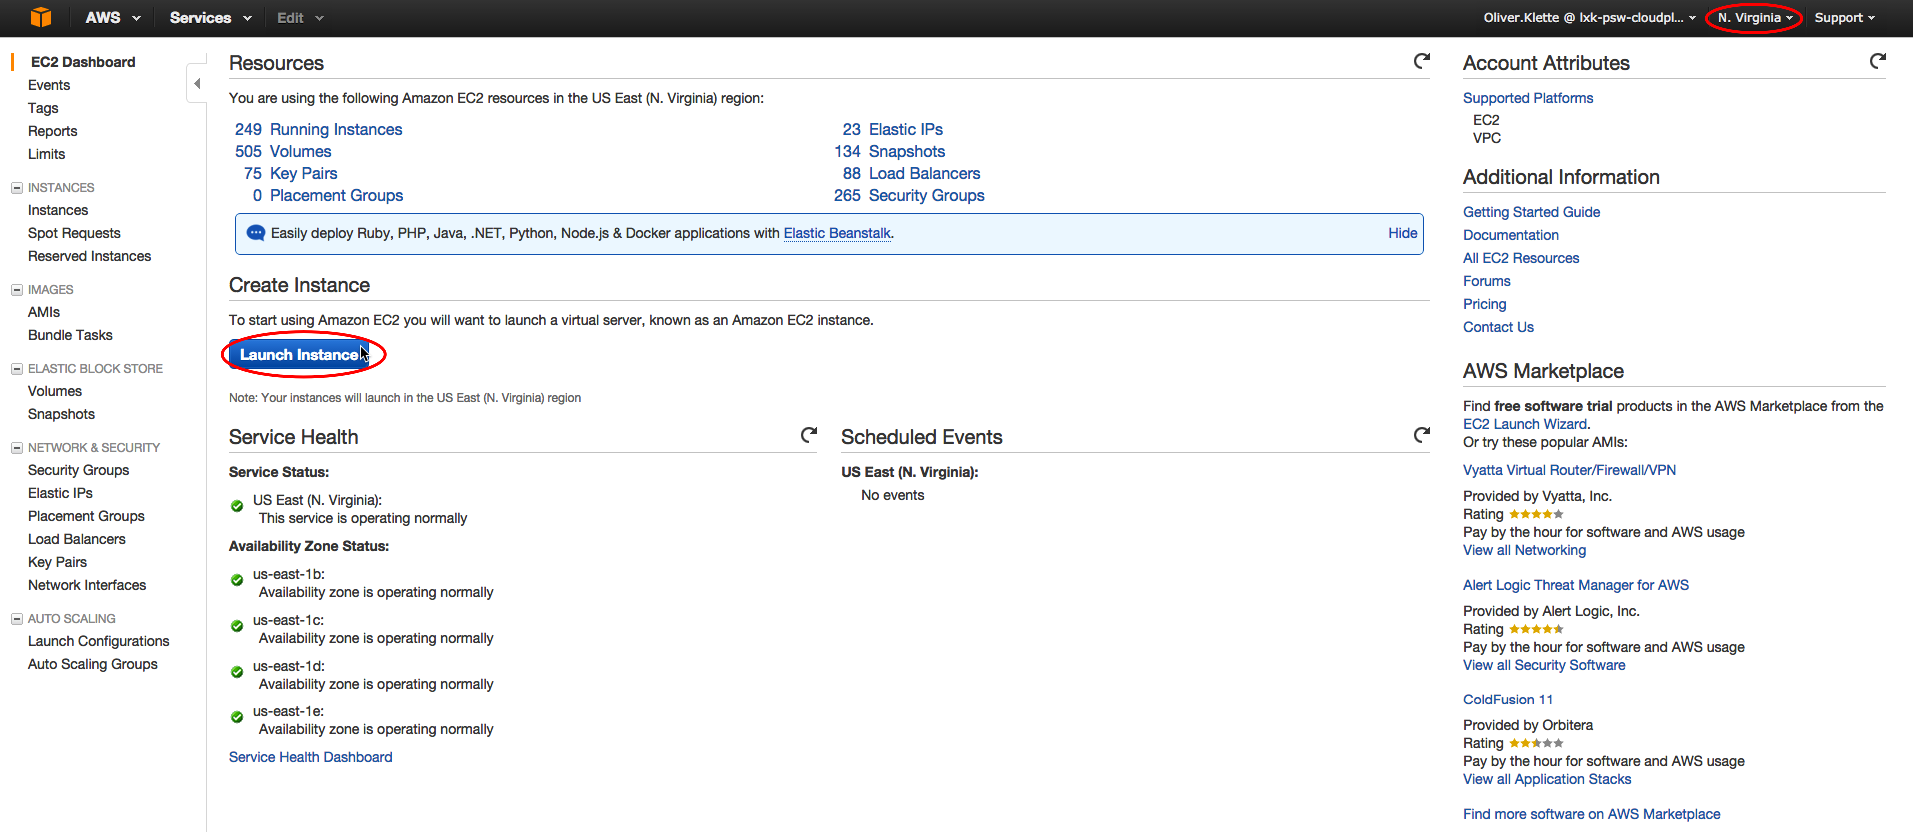 AWS Services Edit Oliver.Klette @ lxk-psw-cloudpl... N. Virginia Support
EC2 Dashboard
Events
Tags
Reports
Limits
INSTANCES
Instances
Spot Requests
Reserved Instances
IMAGES
AMIs
Bundle Tasks
ELASTIC BLOCK STORE
Volumes
Snapshots
NETWORK & SECURITY
Security Groups
Elastic IPs
Placement Groups
Load Balancers
Key Pairs
Network Interfaces
AUTO SCALING
Launch Configurations
Auto Scaling Groups
Resources
You are using the following Amazon EC2 resources in the US East (N. Virginia) region:
249 Running Instances
505 Volumes
75 Key Pairs
0 Placement Groups
23 Elastic IPs
134 Snapshots
88 Load Balancers
265 Security Groups
Easily deploy Ruby, PHP, Java, .NET, Python, Node.js & Docker applications with Elastic Beanstalk. Hide
Create Instance
To start using Amazon EC2 you will want to launch a virtual server, known as an Amazon EC2 instance.
Launch Instance
Note: Your instances will launch in the US East (N. Virginia) region
Service Health
Service Status:
US East (N. Virginia):
This service is operating normally
Availability Zone Status:
us-east-1b:
Availability zone is operating normally
us-east-1c:
Availability zone is operating normally
us-east-1d:
Availability zone is operating normally
us-east-1e:
Availability zone is operating normally
Service Health Dashboard
Scheduled Events
US East (N. Virginia):
No events
Account Attributes
Supported Platforms
EC2
VPC
Additional Information
Getting Started Guide
Documentation
All EC2 Resources
Forums
Pricing
Contact Us
AWS Marketplace
Find free software trial products in the AWS Marketplace from the
EC2 Launch Wizard.
Or try these popular AMIs:
Vyatta Virtual Router/Firewall/VPN
Provided by Vyatta, Inc.
Rating
Pay by the hour for software and AWS usage
View all Networking
Alert Logic Threat Manager for AWS
Provided by Alert Logic, Inc.
Rating
Pay by the hour for software and AWS usage
View all Security Software
ColdFusion 11
Provided by Orbitera
Rating
Pay by the hour for software and AWS usage
View all Application Stacks
Find more software on AWS Marketplace